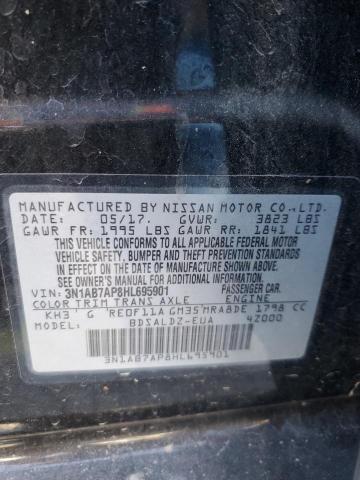 MANUFACTURED BY NISSAN MOTOR CO.,LTD.
DATE: 05/17. GVWR: 3823 LBS
GAWR FR: 1995 LBS GAWR RR: 1841 LBS
THIS VEHICLE CONFORMS TO ALL APPLICABLE FEDERAL MOTOR
VEHICLE SAFETY, BUMPER AND THEFT PREVENTION STANDARDS
IN EFFECT ON THE DATE OF MANUFACTURE SHOWN ABOVE.
SEE OWNER'S MANUAL FOR ADDITIONAL INFORMATION.
VIN: 3N1AB7AP8HL695901 PASSENGER CAR
COLOR TRIM TRANS AXLE ENGINE
KH3 G RE0F11A GM35 MRA8DE 1798 CC
MODEL: BDSALDZ-EUA 42000
3N1AB7AP8HL695901